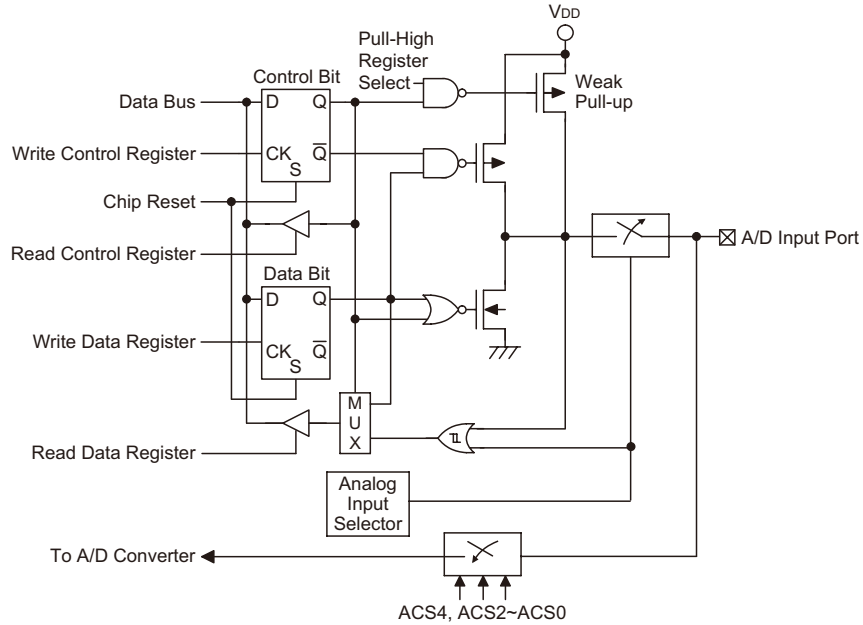 VDD
Pull-High
Register
Select
Weak
Pull-up
Control Bit
Data Bus
D
Q
Write Control Register
CK
Q
S
Chip Reset
Read Control Register
A/D Input Port
Data Bit
D
Q
Write Data Register
CK
Q
S
M
U
X
Read Data Register
Analog
Input
Selector
To A/D Converter
ACS4, ACS2~ACS0